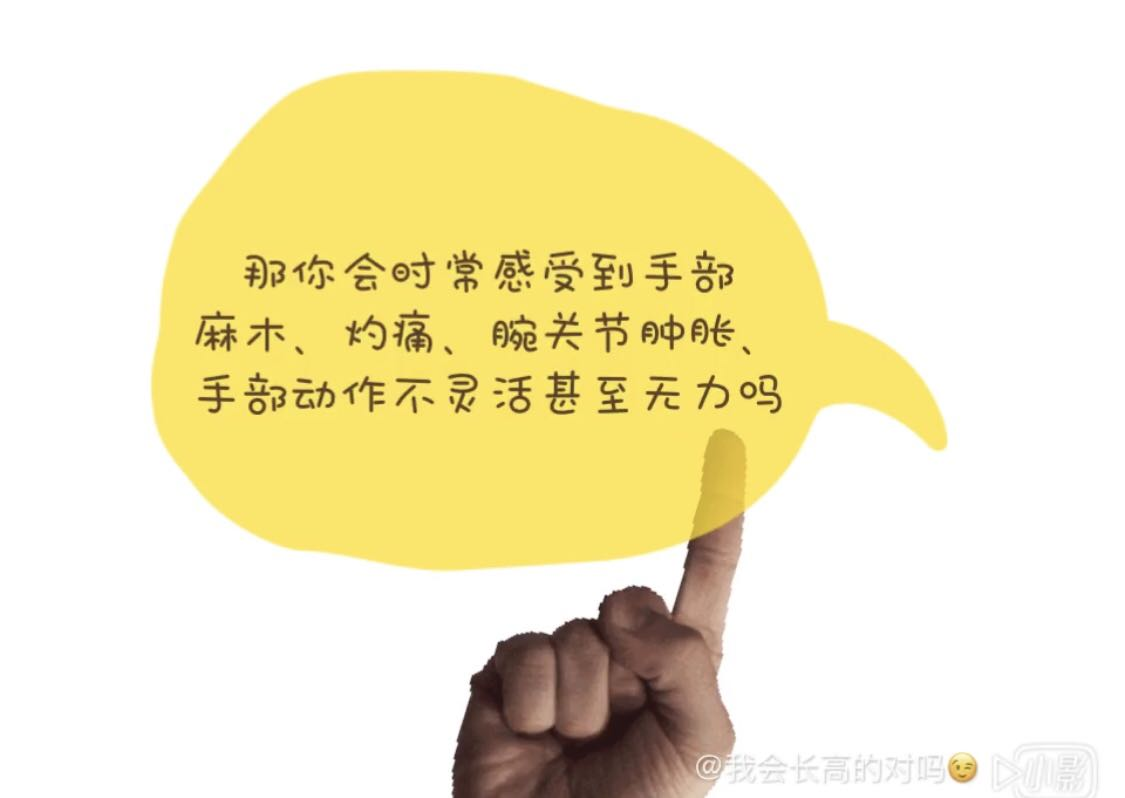 那你会时常感受到手部
麻木、灼痛、腕关节肿胀、
手部动作不灵活甚至无力吗
@我会长高的对吗😉
小影